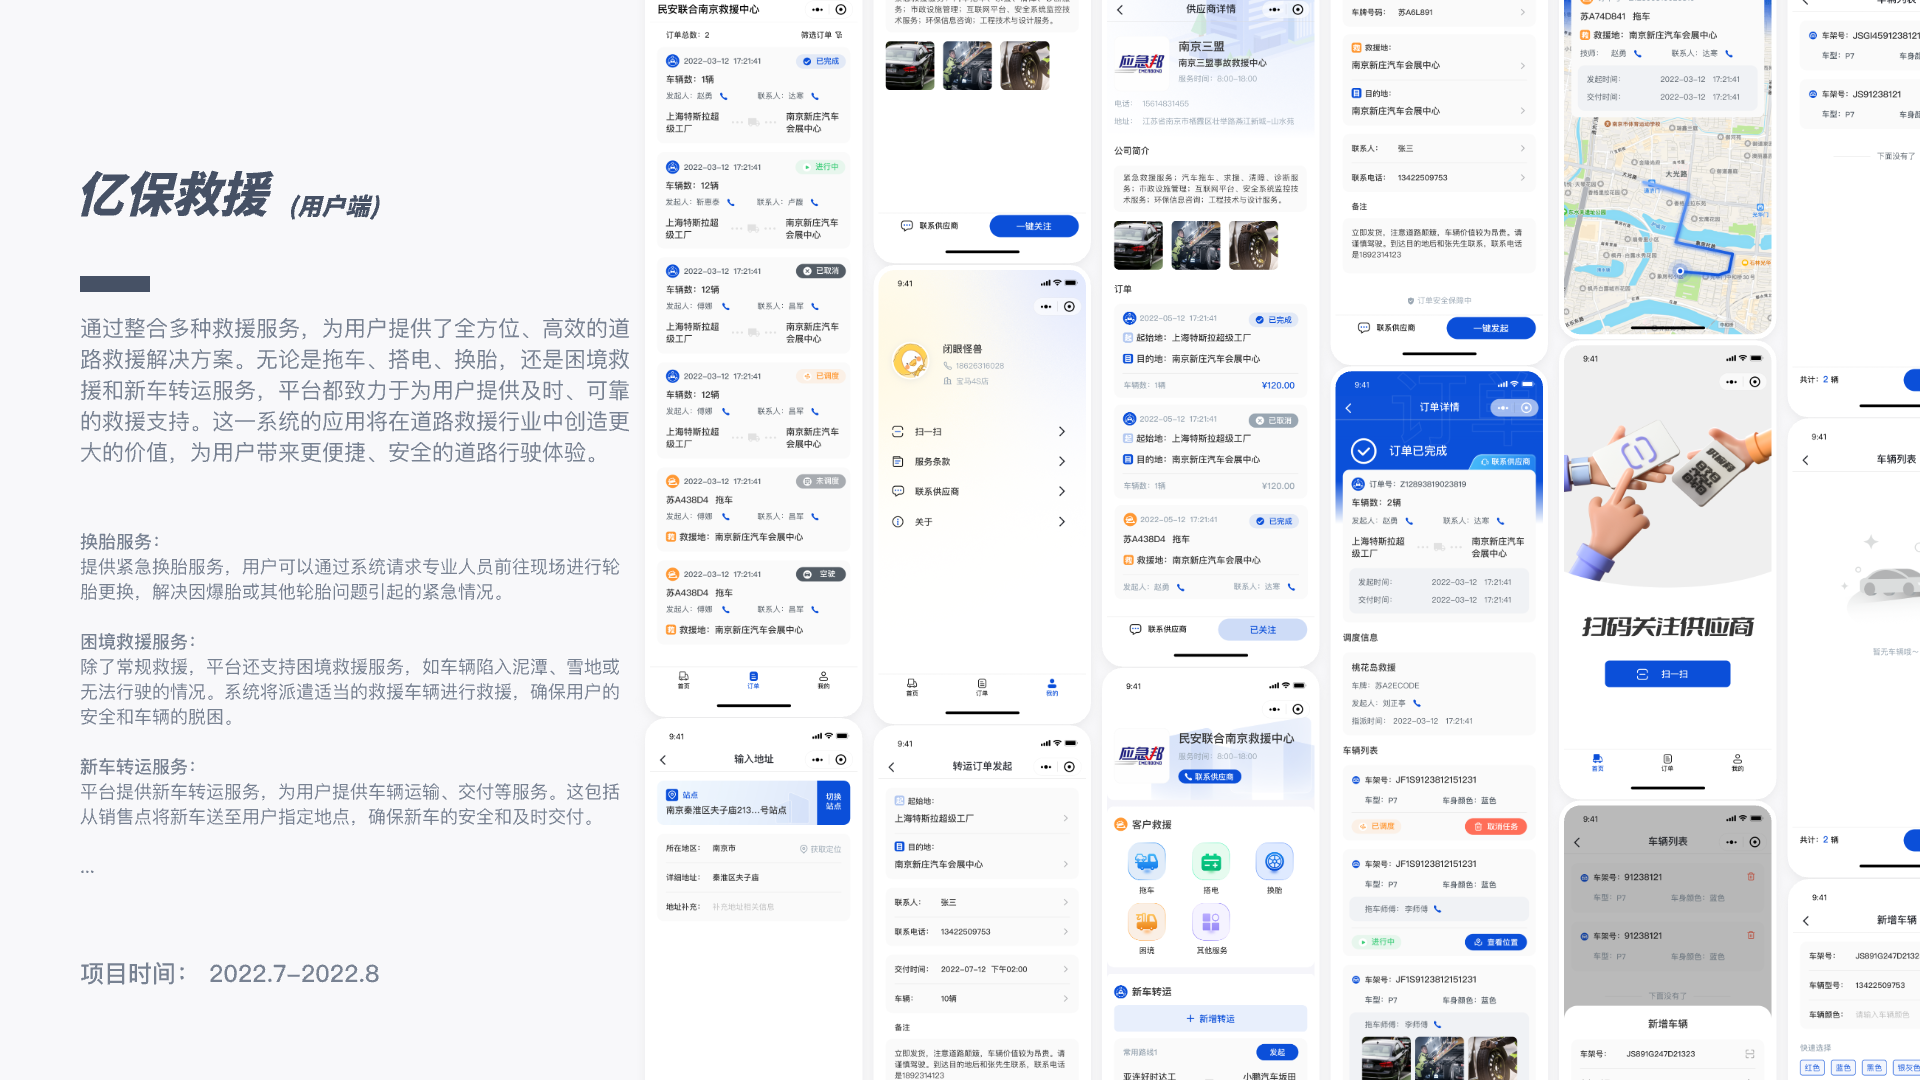 亿保救援 (用户端)
通过整合多种救援服务，为用户提供了全方位、高效的道
路救援解决方案。无论是拖车、搭电、换胎，还是困境救
援和新车转运服务，平台都致力于为用户提供及时、可靠
的救援支持。这一系统的应用将在道路救援行业中创造更
大的价值，为用户带来更便捷、安全的道路行驶体验。
换胎服务：
提供紧急换胎服务，用户可以通过系统请求专业人员前往现场进行轮
胎更换，解决因爆胎或其他轮胎问题引起的紧急情况。
困境救援服务：
除了常规救援，平台还支持困境救援服务，如车辆陷入泥潭、雪地或
无法行驶的情况。系统将派遣适当的救援车辆进行救援，确保用户的
安全和车辆的脱困。
新车转运服务：
平台提供新车转运服务，为用户提供车辆运输、交付等服务。这包括
从销售点将新车送至用户指定地点，确保新车的安全和及时交付。
...
项目时间： 2022.7–2022.8
民安联合南京救援中心
订单总数：2 筛选订单
2022-03-12 17:21:41 已完成
车辆数：1辆
发起人：赵勇 联系人：达寒
上海特斯拉超
级工厂
南京新庄汽车
会展中心
2022-03-12 17:21:41 进行中
车辆数：12辆
发起人：靳恩泰 联系人：卢馥
上海特斯拉超
级工厂
南京新庄汽车
会展中心
2022-03-12 17:21:41 已取消
车辆数：12辆
发起人：傅娜 联系人：昌军
上海特斯拉超
级工厂
南京新庄汽车
会展中心
2022-03-12 17:21:41 已调度
车辆数：12辆
发起人：傅娜 联系人：昌军
上海特斯拉超
级工厂
南京新庄汽车
会展中心
2022-03-12 17:21:41 未调度
苏A438D4 拖车
发起人：傅娜 联系人：昌军
救援地：南京新庄汽车会展中心
2022-03-12 17:21:41 空驶
苏A438D4 拖车
发起人：傅娜 联系人：昌军
救援地：南京新庄汽车会展中心
首页 订单 我的
9:41
输入地址
站点
南京秦淮区夫子庙213...号站点
切换
站点
所在地区： 南京市 获取定位
详细地址： 秦淮区夫子庙
地址补充： 补充地址相关信息
务；市政设施管理；互联网平台、安全系统监控技
术服务；环保信息咨询；工程技术与设计服务。
联系供应商 一键关注
9:41
闭眼怪兽
18626316028
宝马4S店
扫一扫
服务条款
联系供应商
关于
首页 订单 我的
9:41
转运订单发起
起始地：
上海特斯拉超级工厂
目的地：
南京新庄汽车会展中心
联系人： 张三
联系电话： 13422509753
交付时间： 2022-07-12 下午02:00
车辆： 10辆
备注
立即发货，注意道路颠簸，车辆价值较为昂贵。请
谨慎驾驶。到达目的地后和张先生联系，联系电话
是1892314123
供应商详情
应急邦
南京三盟
南京三盟事故救援中心
服务时间：8:00-18:00
电话： 15614831455
地址： 江苏省南京市栖霞区壮举路燕江新城-山水苑
公司简介
紧急救援服务；汽车拖车、求援、清障、诊断服
务；市政设施管理；互联网平台、安全系统监控技
术服务；环保信息咨询；工程技术与设计服务。
订单
2022-05-12 17:21:41 已完成
起始地：上海特斯拉超级工厂
目的地：南京新庄汽车会展中心
车辆数：1辆 ¥120.00
2022-05-12 17:21:41 已取消
起始地：上海特斯拉超级工厂
目的地：南京新庄汽车会展中心
车辆数：1辆 ¥120.00
2022-05-12 17:21:41 已完成
苏A438D4 拖车
救援地：南京新庄汽车会展中心
发起人：赵勇 联系人：达寒
联系供应商 已关注
9:41
应急邦
民安联合南京救援中心
服务时间：8:00-18:00
联系供应商
客户救援
拖车 搭电 换胎
困境 其他服务
新车转运
+ 新增转运
常用路线1 发起
亚连好时达工 小鹏汽车坂田
车牌号码： 苏A6L891
救援地：
南京新庄汽车会展中心
目的地：
南京新庄汽车会展中心
联系人： 张三
联系电话： 13422509753
备注
立即发货，注意道路颠簸，车辆价值较为昂贵。请
谨慎驾驶。到达目的地后和张先生联系，联系电话
是1892314123
订单安全保障中
联系供应商 一键发起
9:41
订单详情
订单已完成
联系供应商
订单号：Z12893819023819
车辆数：2辆
发起人：赵勇 联系人：达寒
上海特斯拉超
级工厂
南京新庄汽车
会展中心
发起时间： 2022-03-12 17:21:41
交付时间： 2022-03-12 17:21:41
调度信息
桃花岛救援
车牌：苏A2ECODE
发起人：刘正亭
指派时间：2022-03-12 17:21:41
车辆列表
车架号：JF1S9123812151231
车型：P7 车身颜色：蓝色
已调度 取消任务
车架号：JF1S9123812151231
车型：P7 车身颜色：蓝色
拖车师傅：李师傅
进行中 查看位置
车架号：JF1S9123812151231
车型：P7 车身颜色：蓝色
拖车师傅：李师傅
苏A74D841 拖车
救援地：南京新庄汽车会展中心
技师：赵勇 联系人：达寒
发起时间： 2022-03-12 17:21:41
交付时间： 2022-03-12 17:21:41
大光路
9:41
扫码关注供应商
扫一扫
首页 订单 我的
9:41
车辆列表
车架号：91238121
车型：P7 车身颜色：蓝色
车架号：91238121
车型：P7 车身颜色：蓝色
下面没有了
新增车辆
车架号： JS891G247D21323
车架号：JSGI4591238121
车型：P7 车身颜
车架号：JS91238121
车型：P7 车身
下面没有了
共计：2 辆
9:41
车辆列表
暂无车辆哦~
共计：2 辆
9:41
新增车辆
车架号： JS891G247D2132
车辆型号： 13422509753
车辆颜色： 请输入车辆颜色
快速选择
红色 蓝色 黑色 银灰色